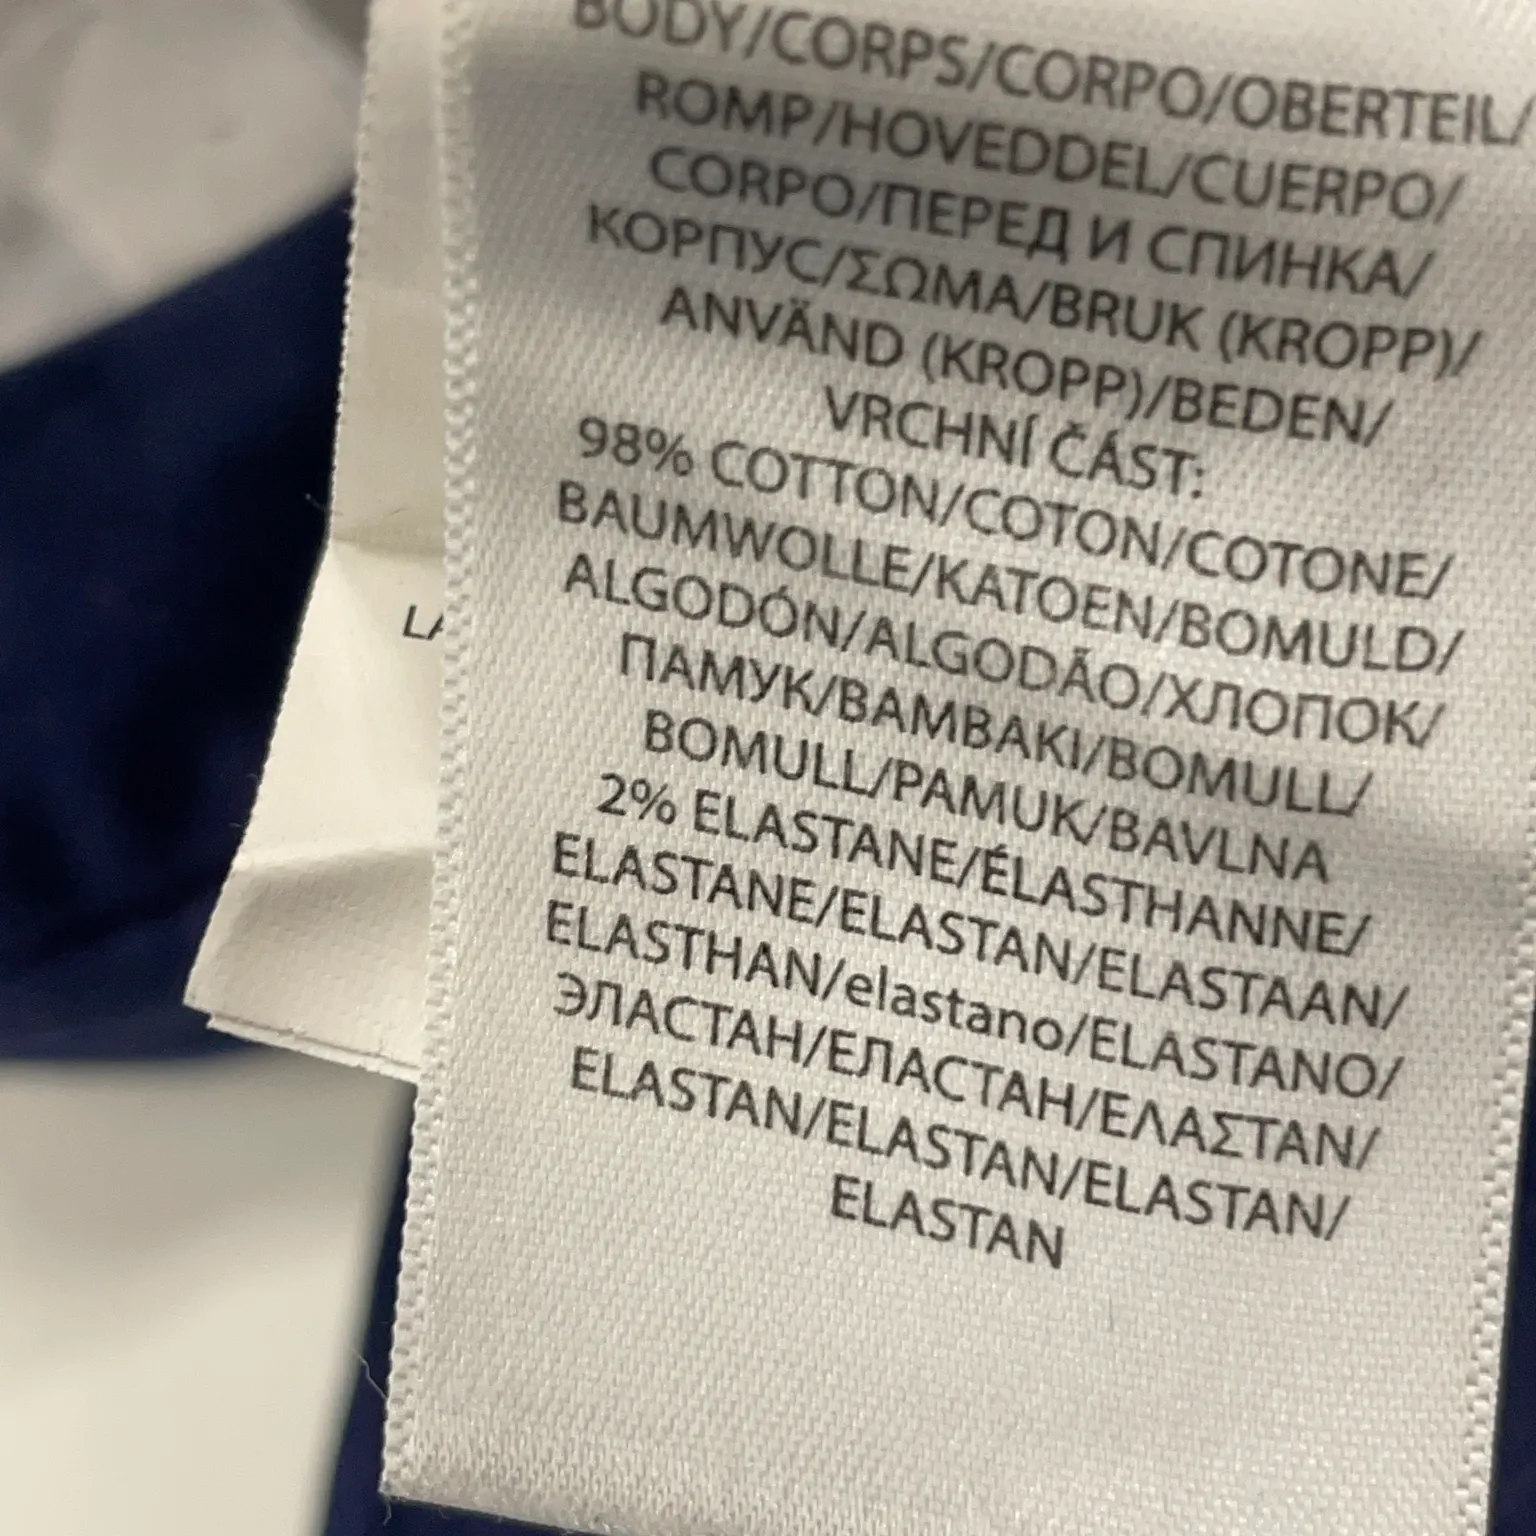 BODY/CORPS/CORPO/OBERTEIL/
ROMP/HOVEDDEL/CUERPO/
CORPO/ПЕРЕД И СПИНКА/
КОРПУС/ΣΩΜΑ/BRUK (KROPP)/
ANVÄND (KROPP)/BEDEN/
VRCHNÍ ČÁST:
98% COTTON/COTON/COTONE/
BAUMWOLLE/KATOEN/BOMULD/
ALGODÓN/ALGODÃO/ХЛОПОК/
ПАМУК/ΒΑΜΒΑΚΙ/BOMULL/
BOMULL/PAMUK/BAVLNA
2% ELASTANE/ÉLASTHANNE/
ELASTANE/ELASTAN/ELASTAAN/
ELASTHAN/elastano/ELASTANO/
ЭЛАСТАН/ЕЛАСТАН/ΕΛΑΣΤΑΝ/
ELASTAN/ELASTAN/ELASTAN/
ELASTAN